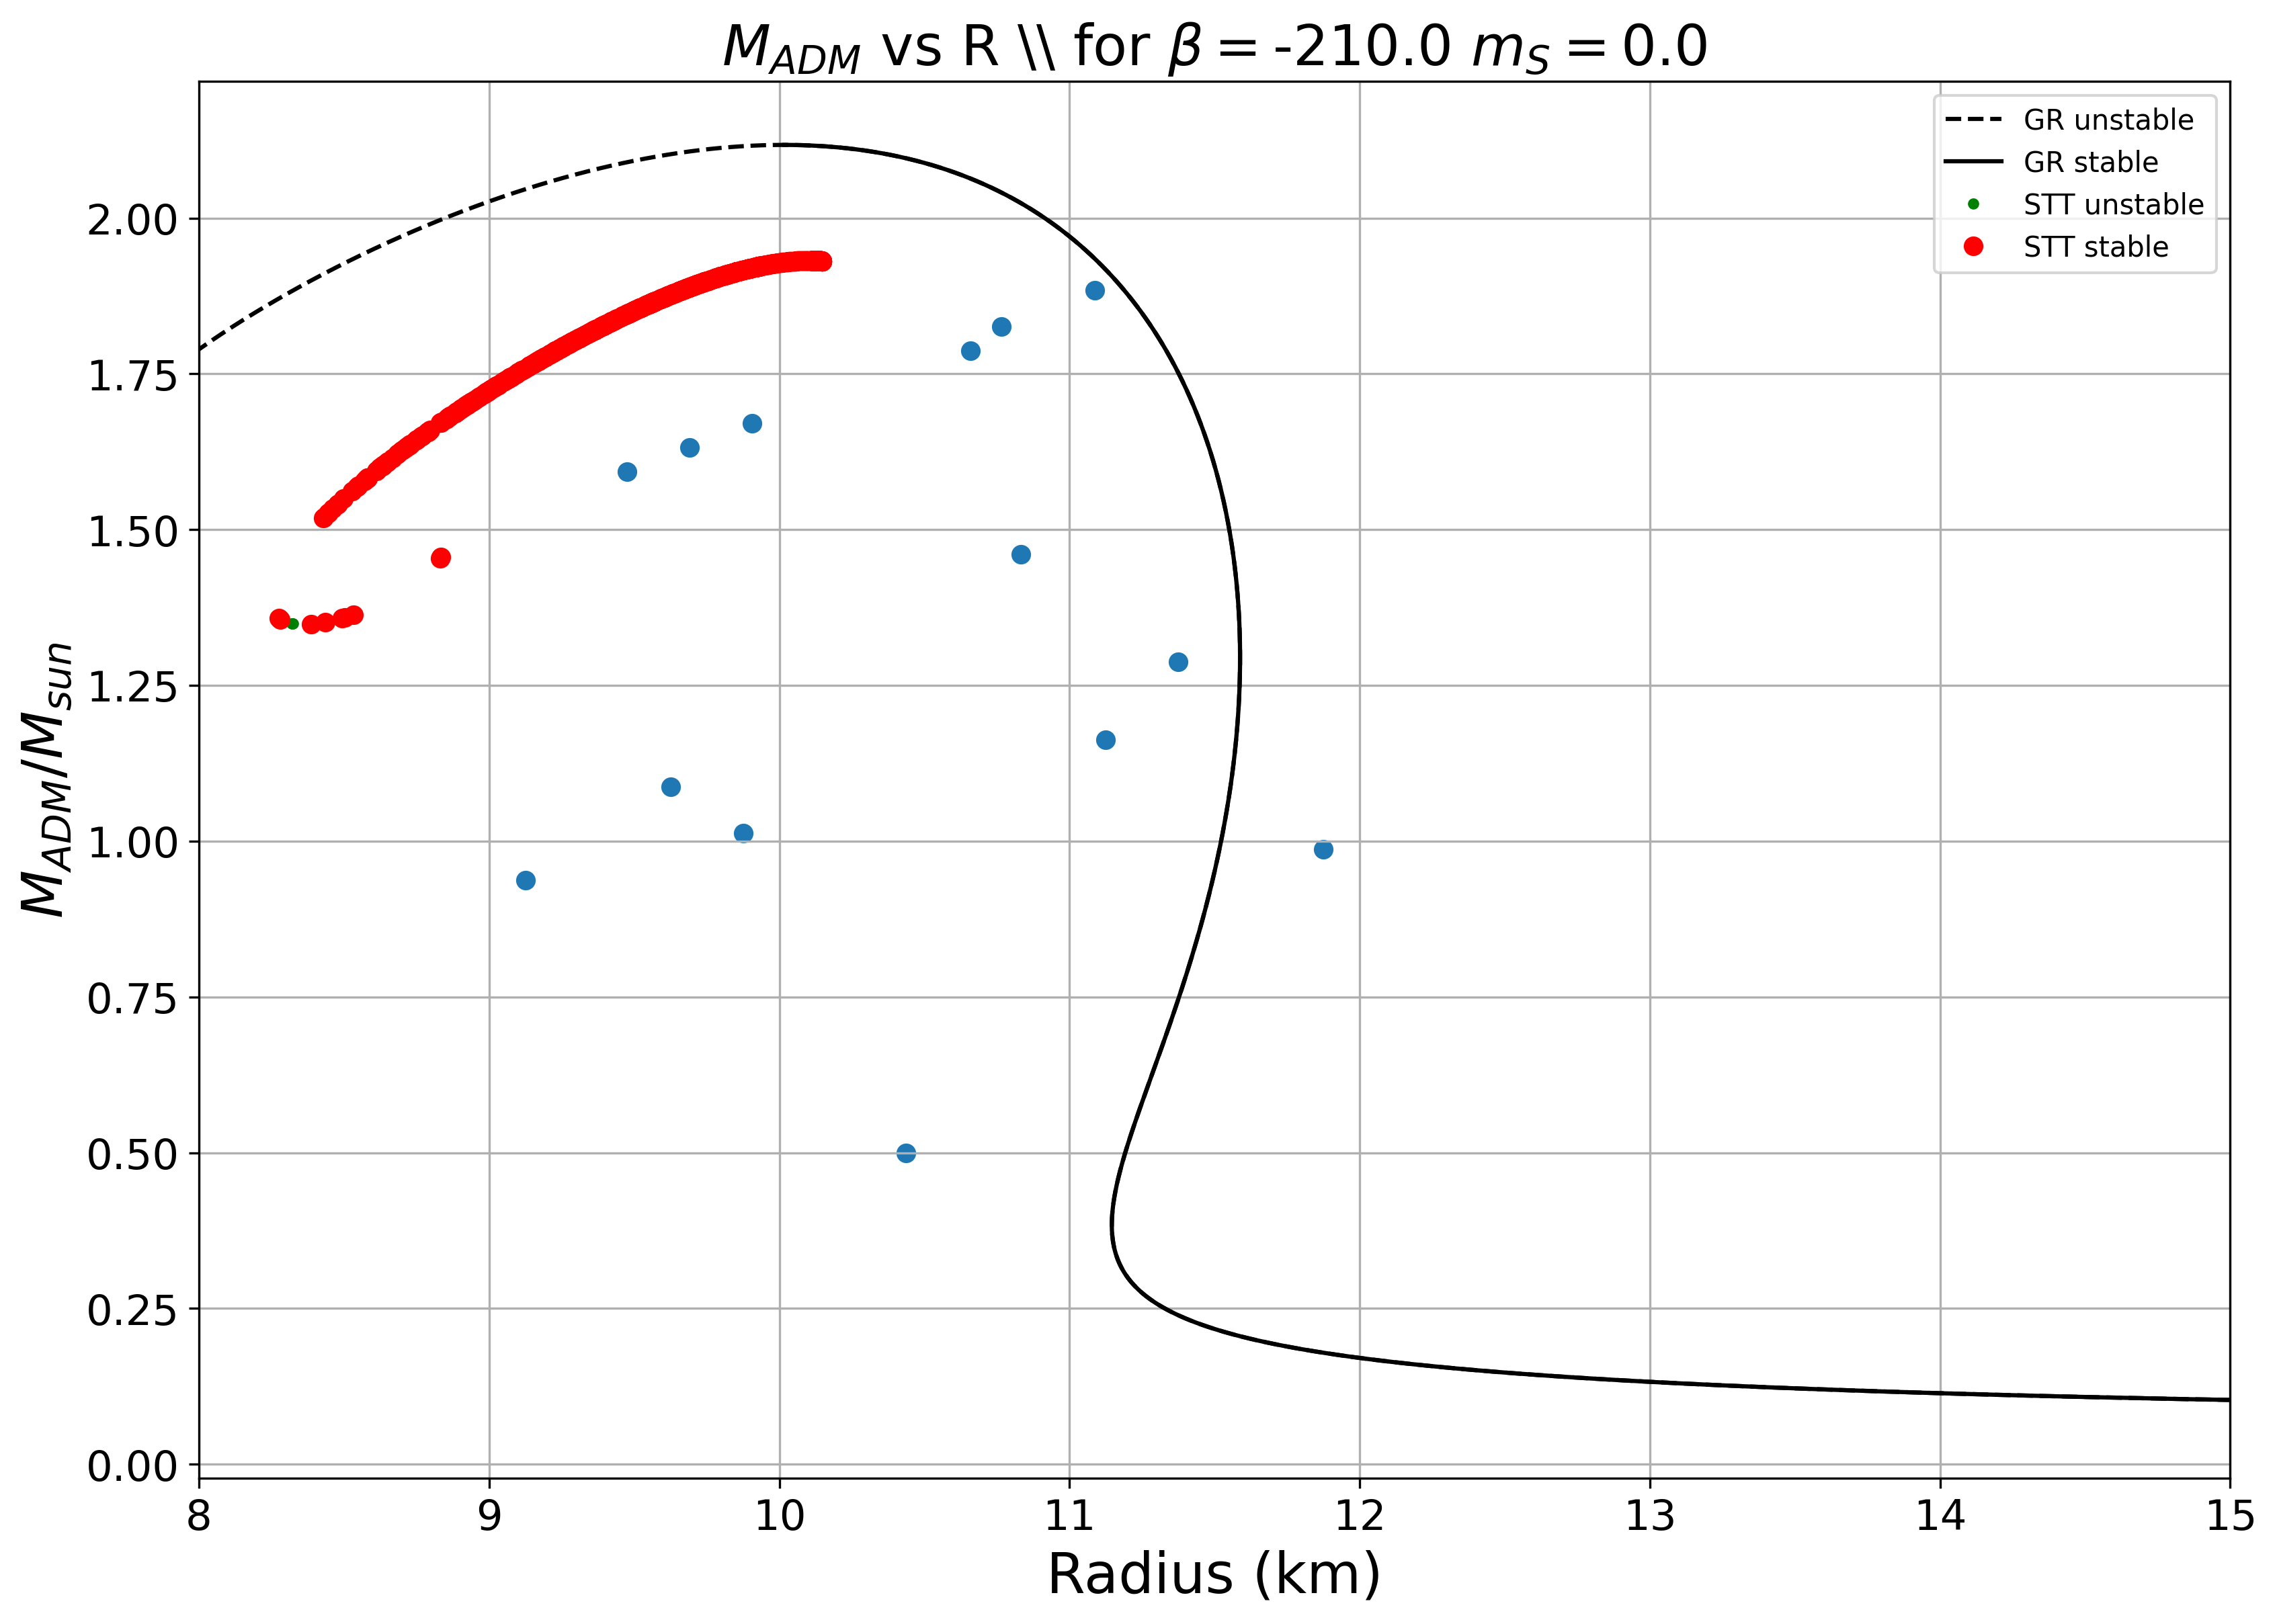 M_ADM vs R \\ for β = -210.0 m_S = 0.0
GR unstable
GR stable
STT unstable
STT stable
M_ADM/M_sun
2.00
1.75
1.50
1.25
1.00
0.75
0.50
0.25
0.00
8 9 10 11 12 13 14 15
Radius (km)